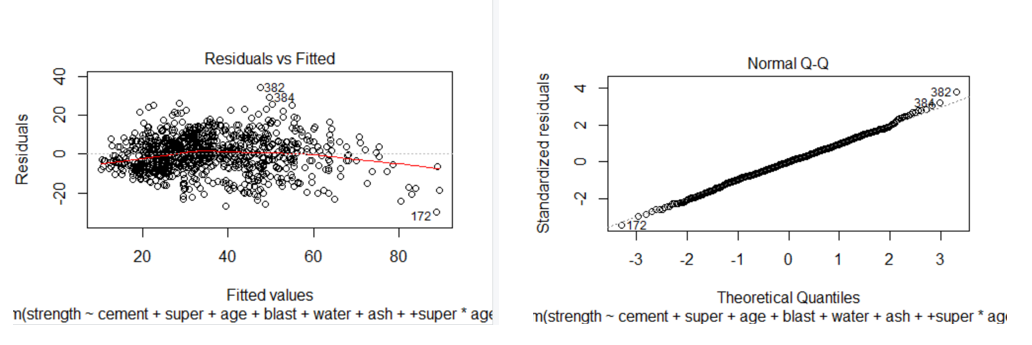 Residuals vs Fitted
Residuals
40
20
0
-20
382
384
172
20 40 60 80
Fitted values
m(strength ~ cement + super + age + blast + water + ash + +super * age
Normal Q-Q
Standardized residuals
4
2
0
-2
382
384
172
-3 -2 -1 0 1 2 3
Theoretical Quantiles
m(strength ~ cement + super + age + blast + water + ash + +super * age